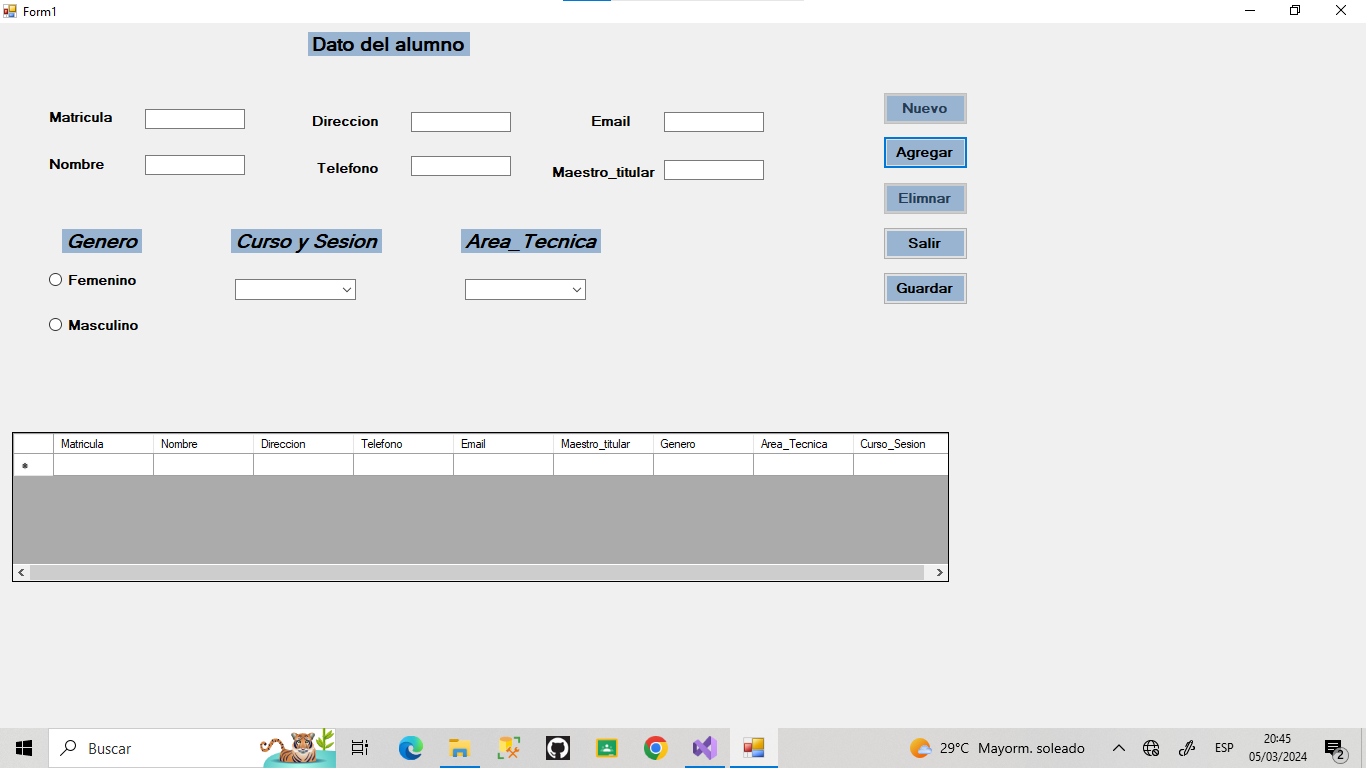 Form1
Dato del alumno
Matricula
Direccion
Email
Nombre
Telefono
Maestro_titular
Nuevo
Agregar
Elimnar
Salir
Guardar
Genero
Curso y Sesion
Area_Tecnica
Femenino
Masculino
Matricula Nombre Direccion Telefono Email Maestro_titular Genero Area_Tecnica Curso_Sesion
Buscar
29°C Mayorm. soleado
ESP
20:45
05/03/2024
2